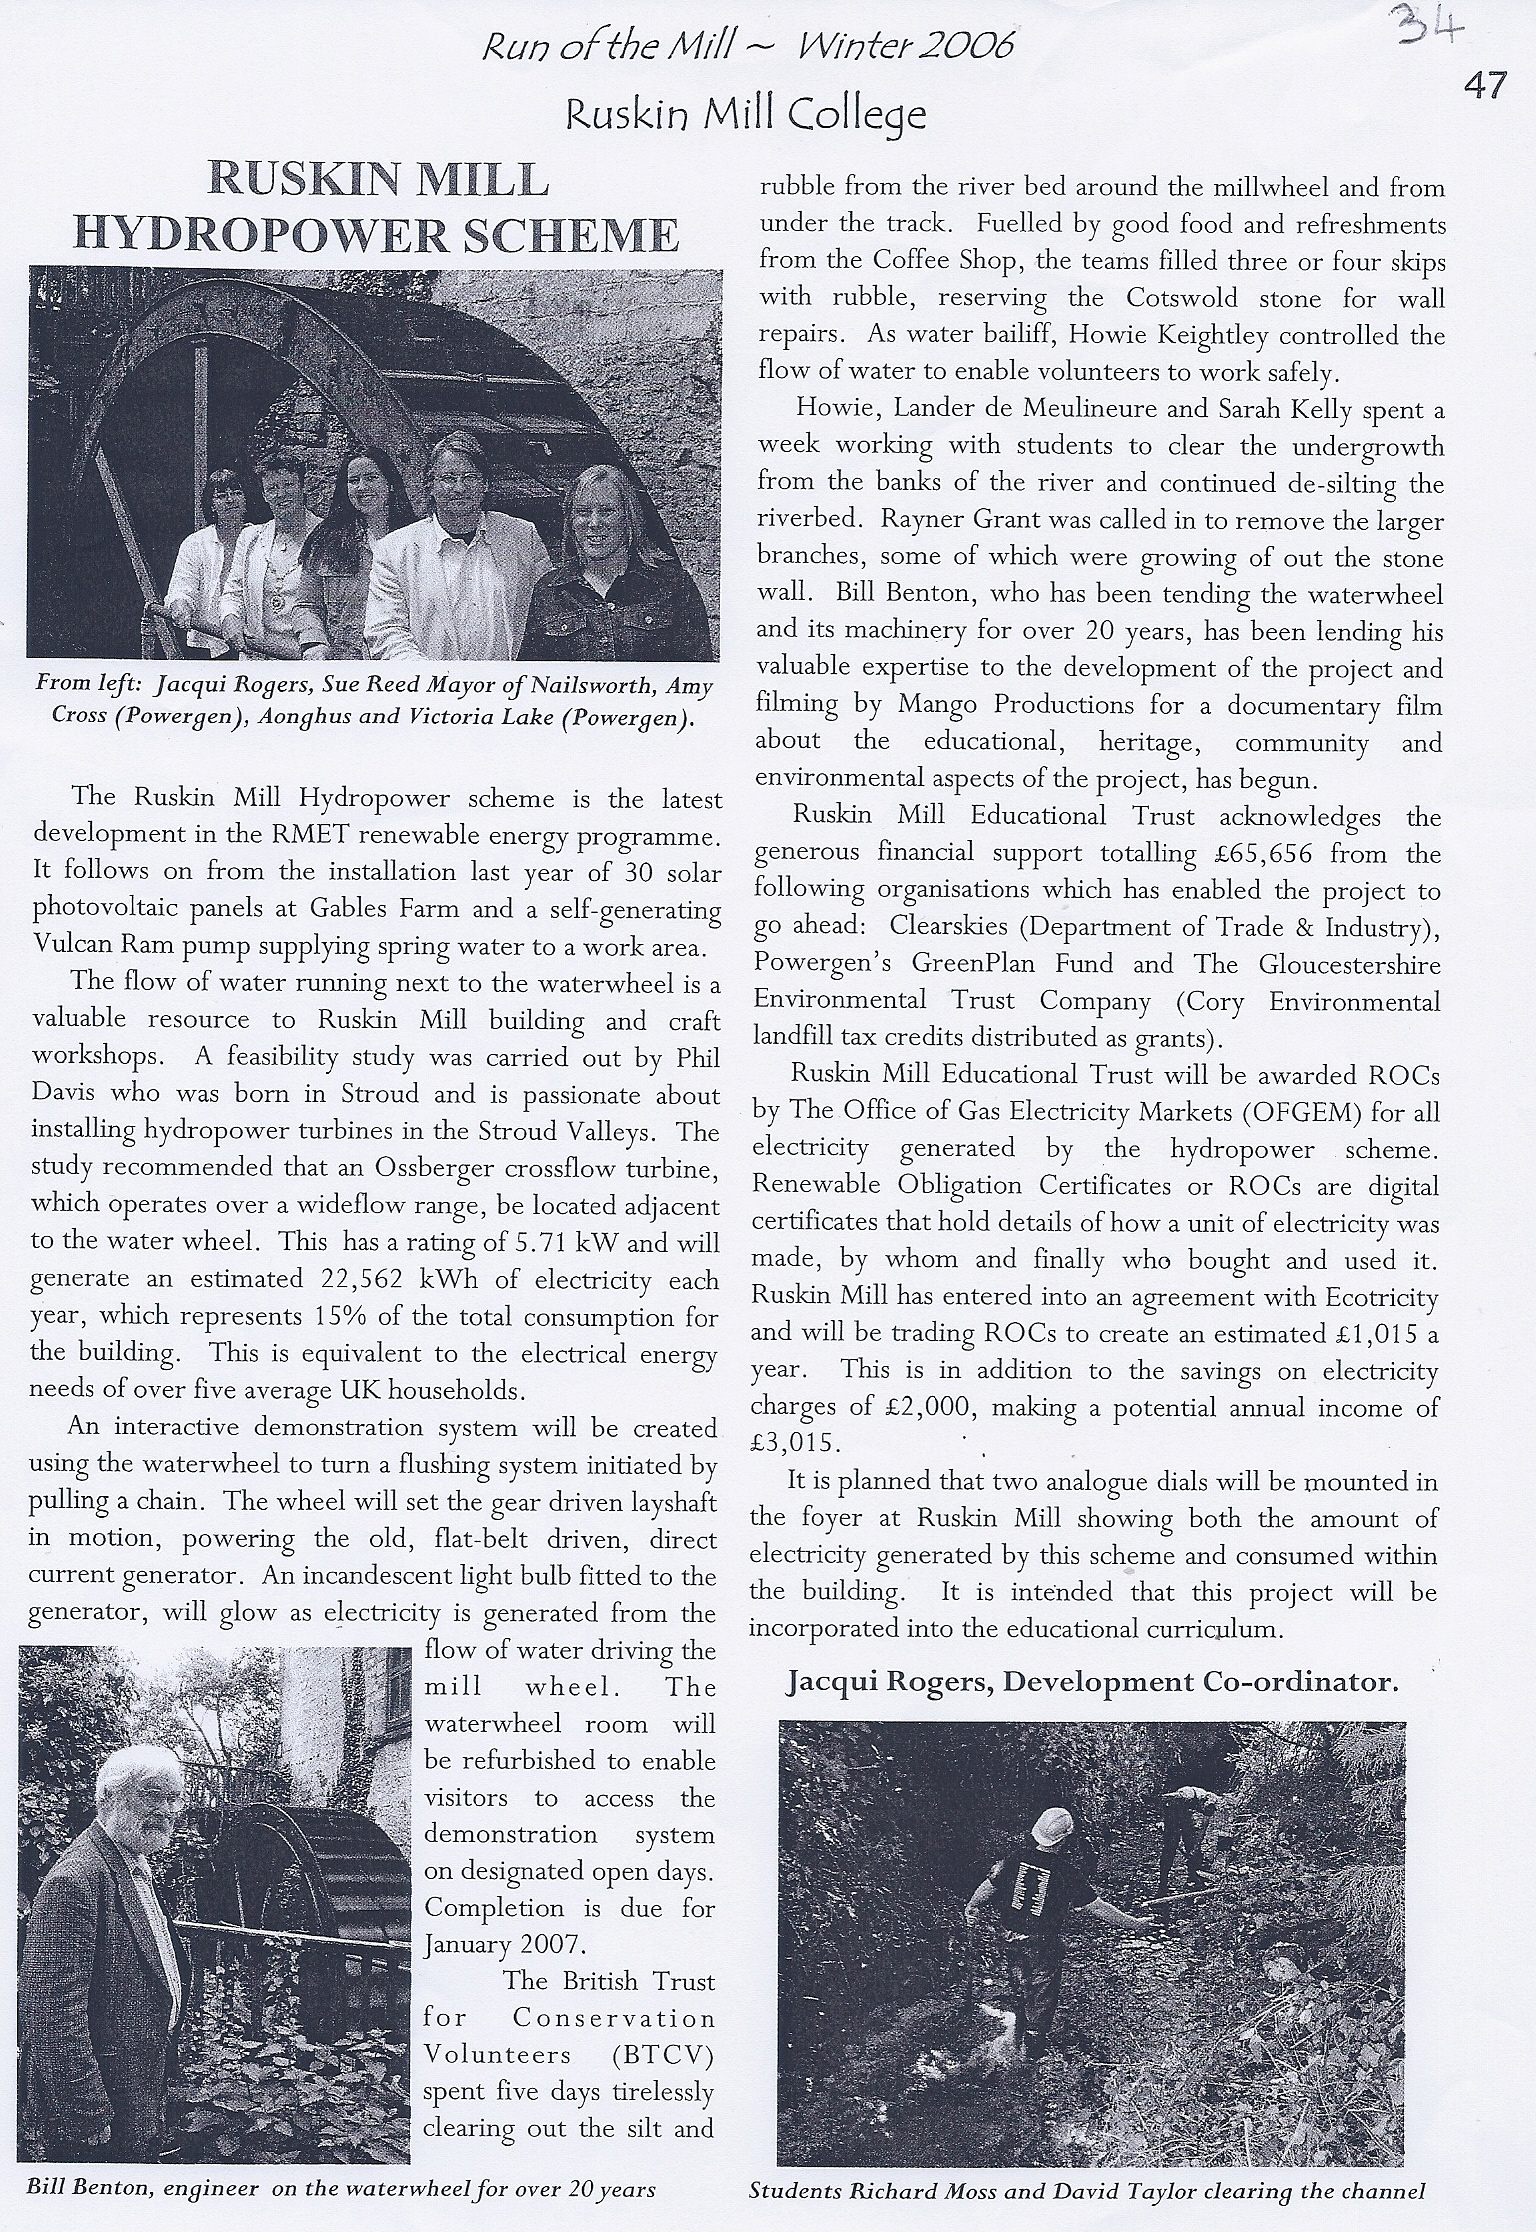 34
Run of the Mill ~ Winter 2006
47
Ruskin Mill College
RUSKIN MILL
HYDROPOWER SCHEME
From left: Jacqui Rogers, Sue Reed Mayor of Nailsworth, Amy
Cross (Powergen), Aonghus and Victoria Lake (Powergen).
The Ruskin Mill Hydropower scheme is the latest
development in the RMET renewable energy programme.
It follows on from the installation last year of 30 solar
photovoltaic panels at Gables Farm and a self-generating
Vulcan Ram pump supplying spring water to a work area.
The flow of water running next to the waterwheel is a
valuable resource to Ruskin Mill building and craft
workshops. A feasibility study was carried out by Phil
Davis who was born in Stroud and is passionate about
installing hydropower turbines in the Stroud Valleys. The
study recommended that an Ossberger crossflow turbine,
which operates over a wideflow range, be located adjacent
to the water wheel. This has a rating of 5.71 kW and will
generate an estimated 22,562 kWh of electricity each
year, which represents 15% of the total consumption for
the building. This is equivalent to the electrical energy
needs of over five average UK households.
An interactive demonstration system will be created
using the waterwheel to turn a flushing system initiated by
pulling a chain. The wheel will set the gear driven layshaft
in motion, powering the old, flat-belt driven, direct
current generator. An incandescent light bulb fitted to the
generator, will glow as electricity is generated from the
flow of water driving the
mill wheel. The
waterwheel room will
be refurbished to enable
visitors to access the
demonstration system
on designated open days.
Completion is due for
January 2007.
The British Trust
for Conservation
Volunteers (BTCV)
spent five days tirelessly
clearing out the silt and
Bill Benton, engineer on the waterwheel for over 20 years
rubble from the river bed around the millwheel and from
under the track. Fuelled by good food and refreshments
from the Coffee Shop, the teams filled three or four skips
with rubble, reserving the Cotswold stone for wall
repairs. As water bailiff, Howie Keightley controlled the
flow of water to enable volunteers to work safely.
Howie, Lander de Meulineure and Sarah Kelly spent a
week working with students to clear the undergrowth
from the banks of the river and continued de-silting the
riverbed. Rayner Grant was called in to remove the larger
branches, some of which were growing of out the stone
wall. Bill Benton, who has been tending the waterwheel
and its machinery for over 20 years, has been lending his
valuable expertise to the development of the project and
filming by Mango Productions for a documentary film
about the educational, heritage, community and
environmental aspects of the project, has begun.
Ruskin Mill Educational Trust acknowledges the
generous financial support totalling £65,656 from the
following organisations which has enabled the project to
go ahead: Clearskies (Department of Trade & Industry),
Powergen's GreenPlan Fund and The Gloucestershire
Environmental Trust Company (Cory Environmental
landfill tax credits distributed as grants).
Ruskin Mill Educational Trust will be awarded ROCs
by The Office of Gas Electricity Markets (OFGEM) for all
electricity generated by the hydropower scheme.
Renewable Obligation Certificates or ROCs are digital
certificates that hold details of how a unit of electricity was
made, by whom and finally who bought and used it.
Ruskin Mill has entered into an agreement with Ecotricity
and will be trading ROCs to create an estimated £1,015 a
year. This is in addition to the savings on electricity
charges of £2,000, making a potential annual income of
£3,015.
It is planned that two analogue dials will be mounted in
the foyer at Ruskin Mill showing both the amount of
electricity generated by this scheme and consumed within
the building. It is intended that this project will be
incorporated into the educational curriculum.
Jacqui Rogers, Development Co-ordinator.
Students Richard Moss and David Taylor clearing the channel